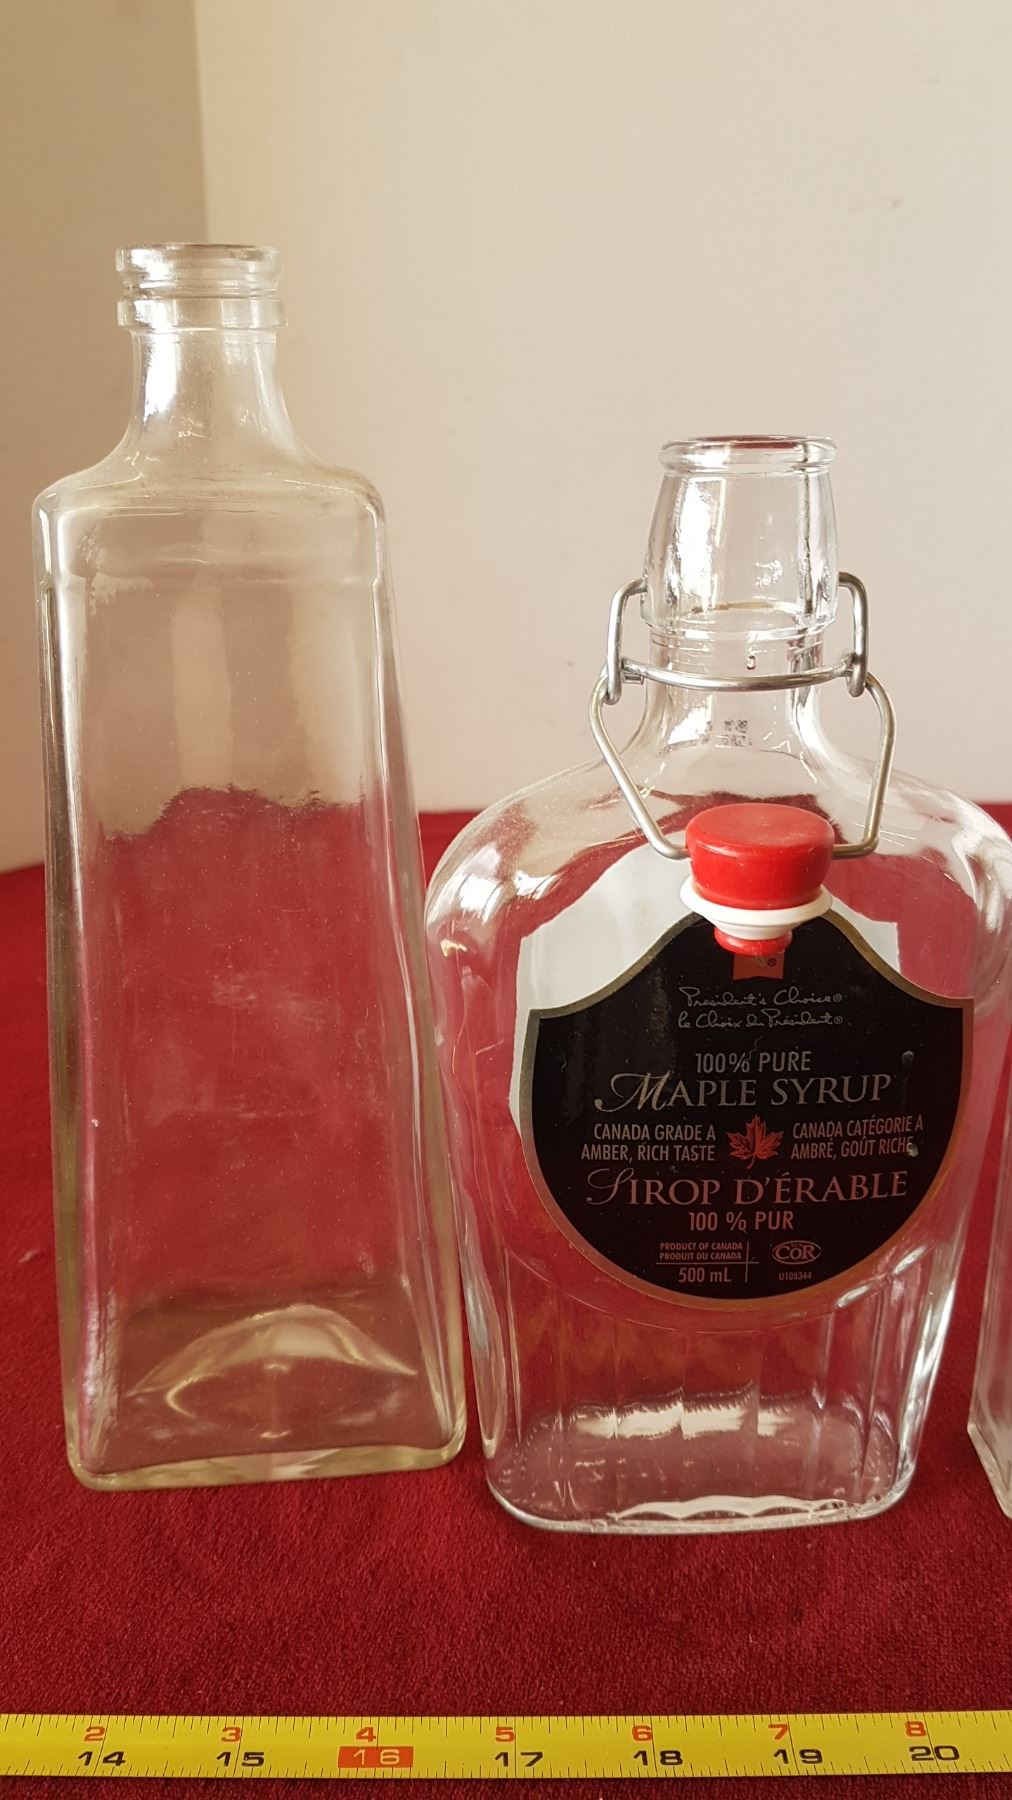 President's Choice®
le Choix du Président®
100% PURE
MAPLE SYRUP
CANADA GRADE A
AMBER, RICH TASTE
CANADA CATÉGORIE A
AMBRÉ, GOÛT RICHE
SIROP D'ÉRABLE
100 % PUR
PRODUCT OF CANADA
PRODUIT DU CANADA
500 mL
COR
U108344
2 3 4 5 6 7 8
14 15 16 17 18 19 20